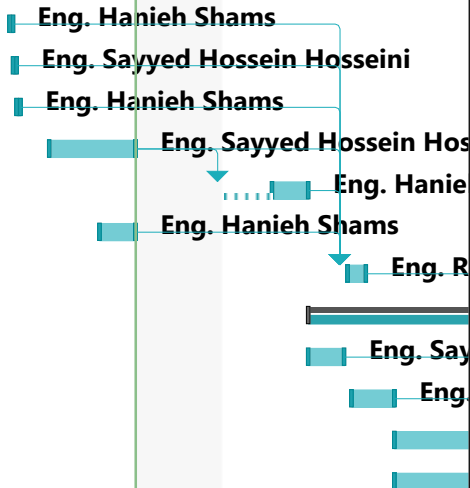 Eng. Hanieh Shams
Eng. Sayyed Hossein Hosseini
Eng. Hanieh Shams
Eng. Sayyed Hossein Hos
Eng. Hanie
Eng. Hanieh Shams
Eng. R
Eng. Say
Eng.